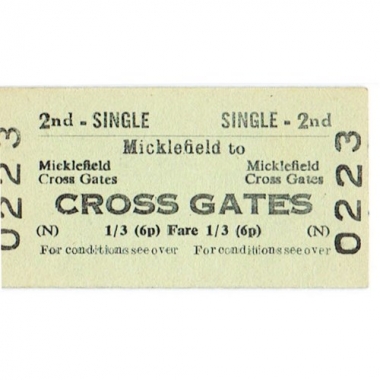 2nd - SINGLE SINGLE - 2nd
Micklefield to
Micklefield Micklefield
Cross Gates Cross Gates
CROSS GATES
(N) 1/3 (6p) Fare 1/3 (6p) (N)
For conditions see over For conditions see over
0223
0223